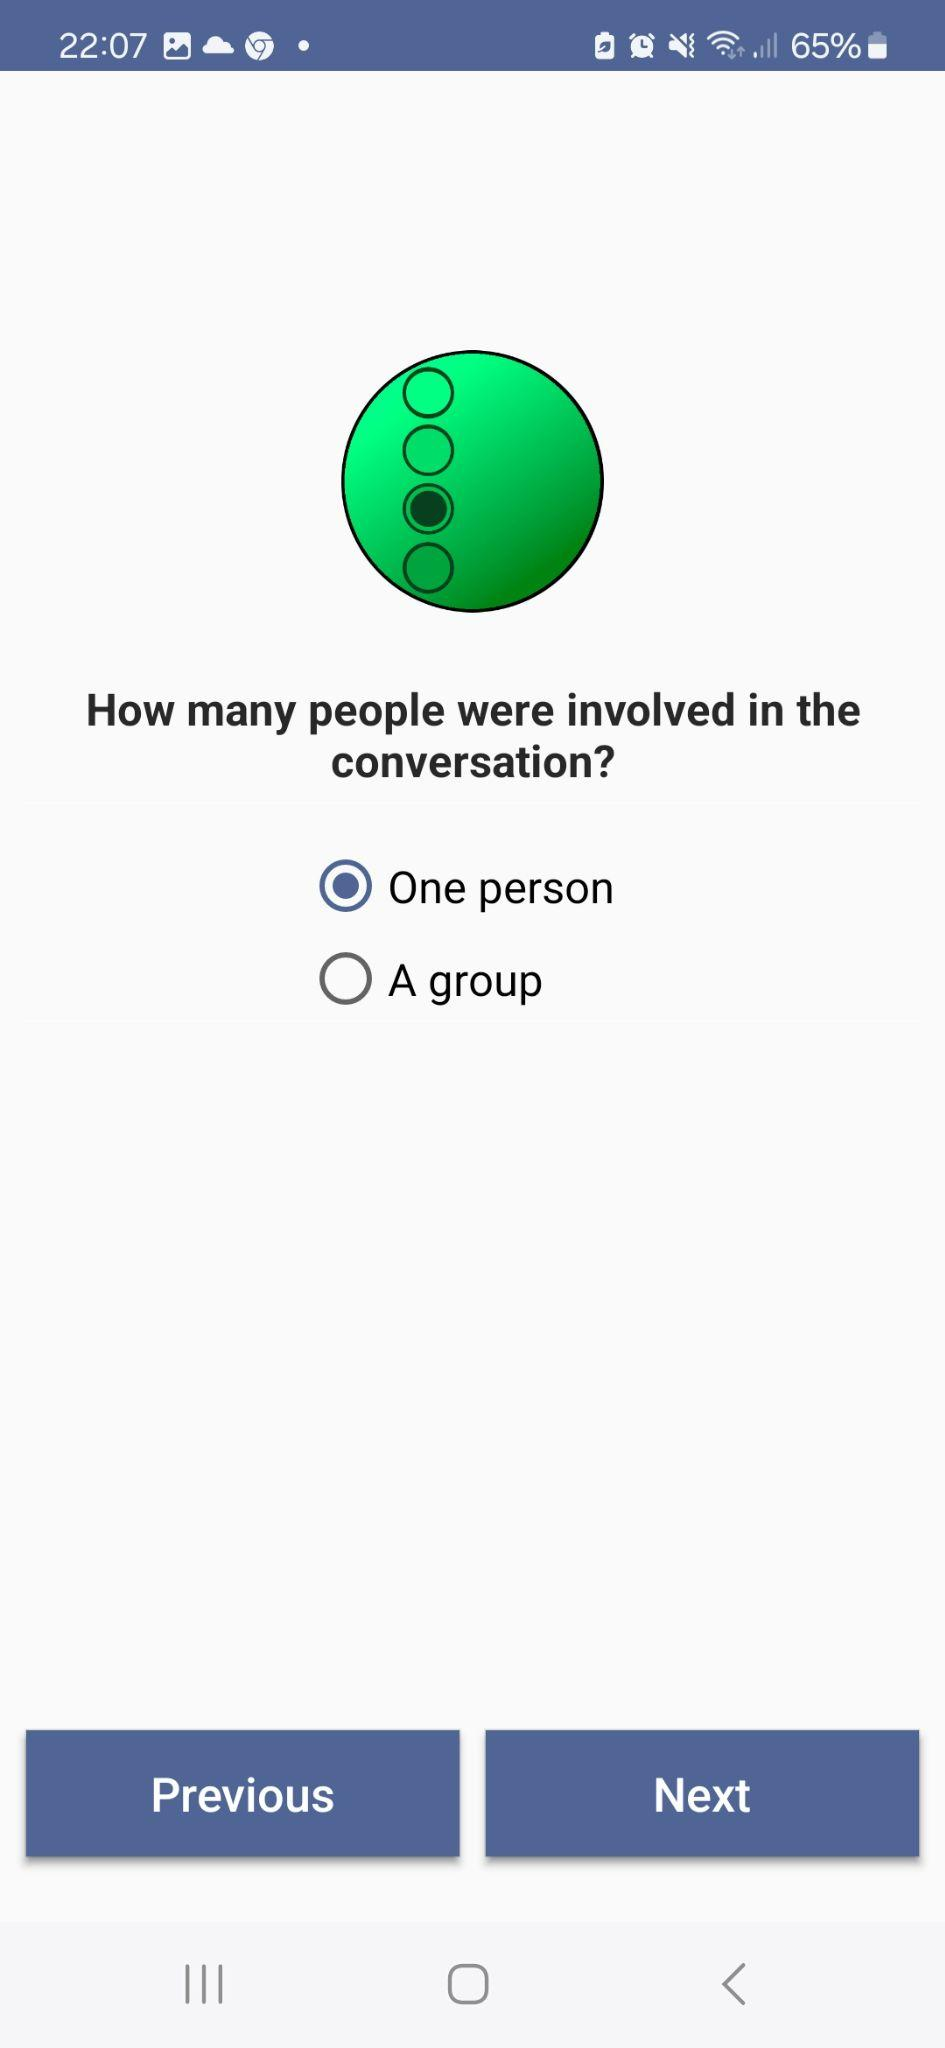 22:07 65%
How many people were involved in the
conversation?
One person
A group
Previous Next